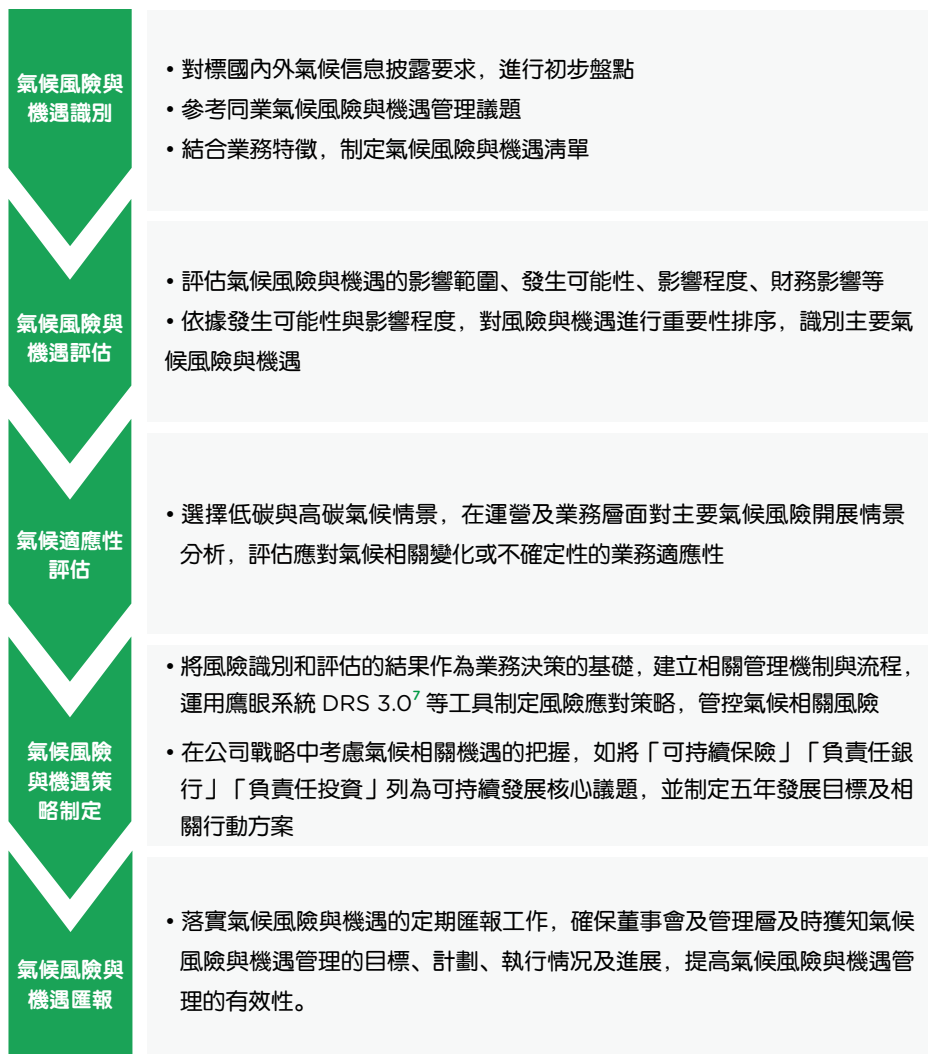 氣候風險與
機遇識別
• 對標國內外氣候信息披露要求，進行初步盤點
• 參考同業氣候風險與機遇管理議題
• 結合業務特徵，制定氣候風險與機遇清單
氣候風險與
機遇評估
• 評估氣候風險與機遇的影響範圍、發生可能性、影響程度、財務影響等
• 依據發生可能性與影響程度，對風險與機遇進行重要性排序，識別主要氣
候風險與機遇
氣候適應性
評估
• 選擇低碳與高碳氣候情景，在運營及業務層面對主要氣候風險開展情景
分析，評估應對氣候相關變化或不確定性的業務適應性
氣候風險
與機遇策
略制定
• 將風險識別和評估的結果作為業務決策的基礎，建立相關管理機制與流程，
運用鷹眼系統 DRS 3.0⁷ 等工具制定風險應對策略，管控氣候相關風險
• 在公司戰略中考慮氣候相關機遇的把握，如將「可持續保險」「負責任銀
行」「負責任投資」列為可持續發展核心議題，並制定五年發展目標及相
關行動方案
氣候風險與
機遇匯報
• 落實氣候風險與機遇的定期匯報工作，確保董事會及管理層及時獲知氣候
風險與機遇管理的目標、計劃、執行情況及進展，提高氣候風險與機遇管
理的有效性。